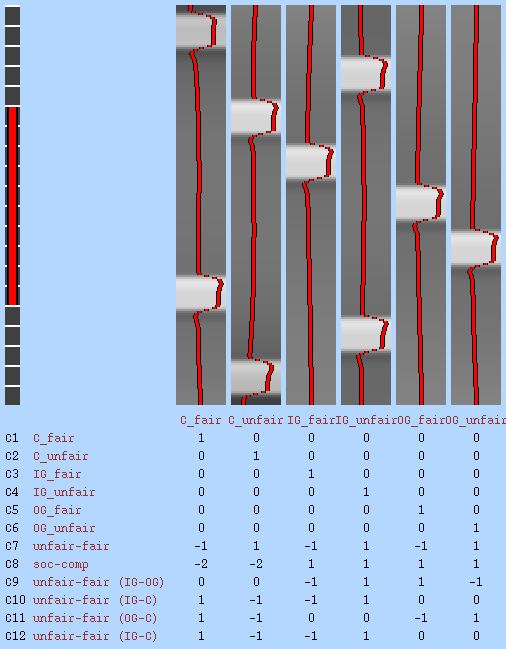 C_fair C_unfair IG_fair IG_unfair OG_fair OG_unfair
C1 C_fair 1 0 0 0 0 0
C2 C_unfair 0 1 0 0 0 0
C3 IG_fair 0 0 1 0 0 0
C4 IG_unfair 0 0 0 1 0 0
C5 OG_fair 0 0 0 0 1 0
C6 OG_unfair 0 0 0 0 0 1
C7 unfair-fair -1 1 -1 1 -1 1
C8 soc-comp -2 -2 1 1 1 1
C9 unfair-fair (IG-OG) 0 0 -1 1 1 -1
C10 unfair-fair (IG-C) 1 -1 -1 1 0 0
C11 unfair-fair (OG-C) 1 -1 0 0 -1 1
C12 unfair-fair (IG-C) 1 -1 -1 1 0 0